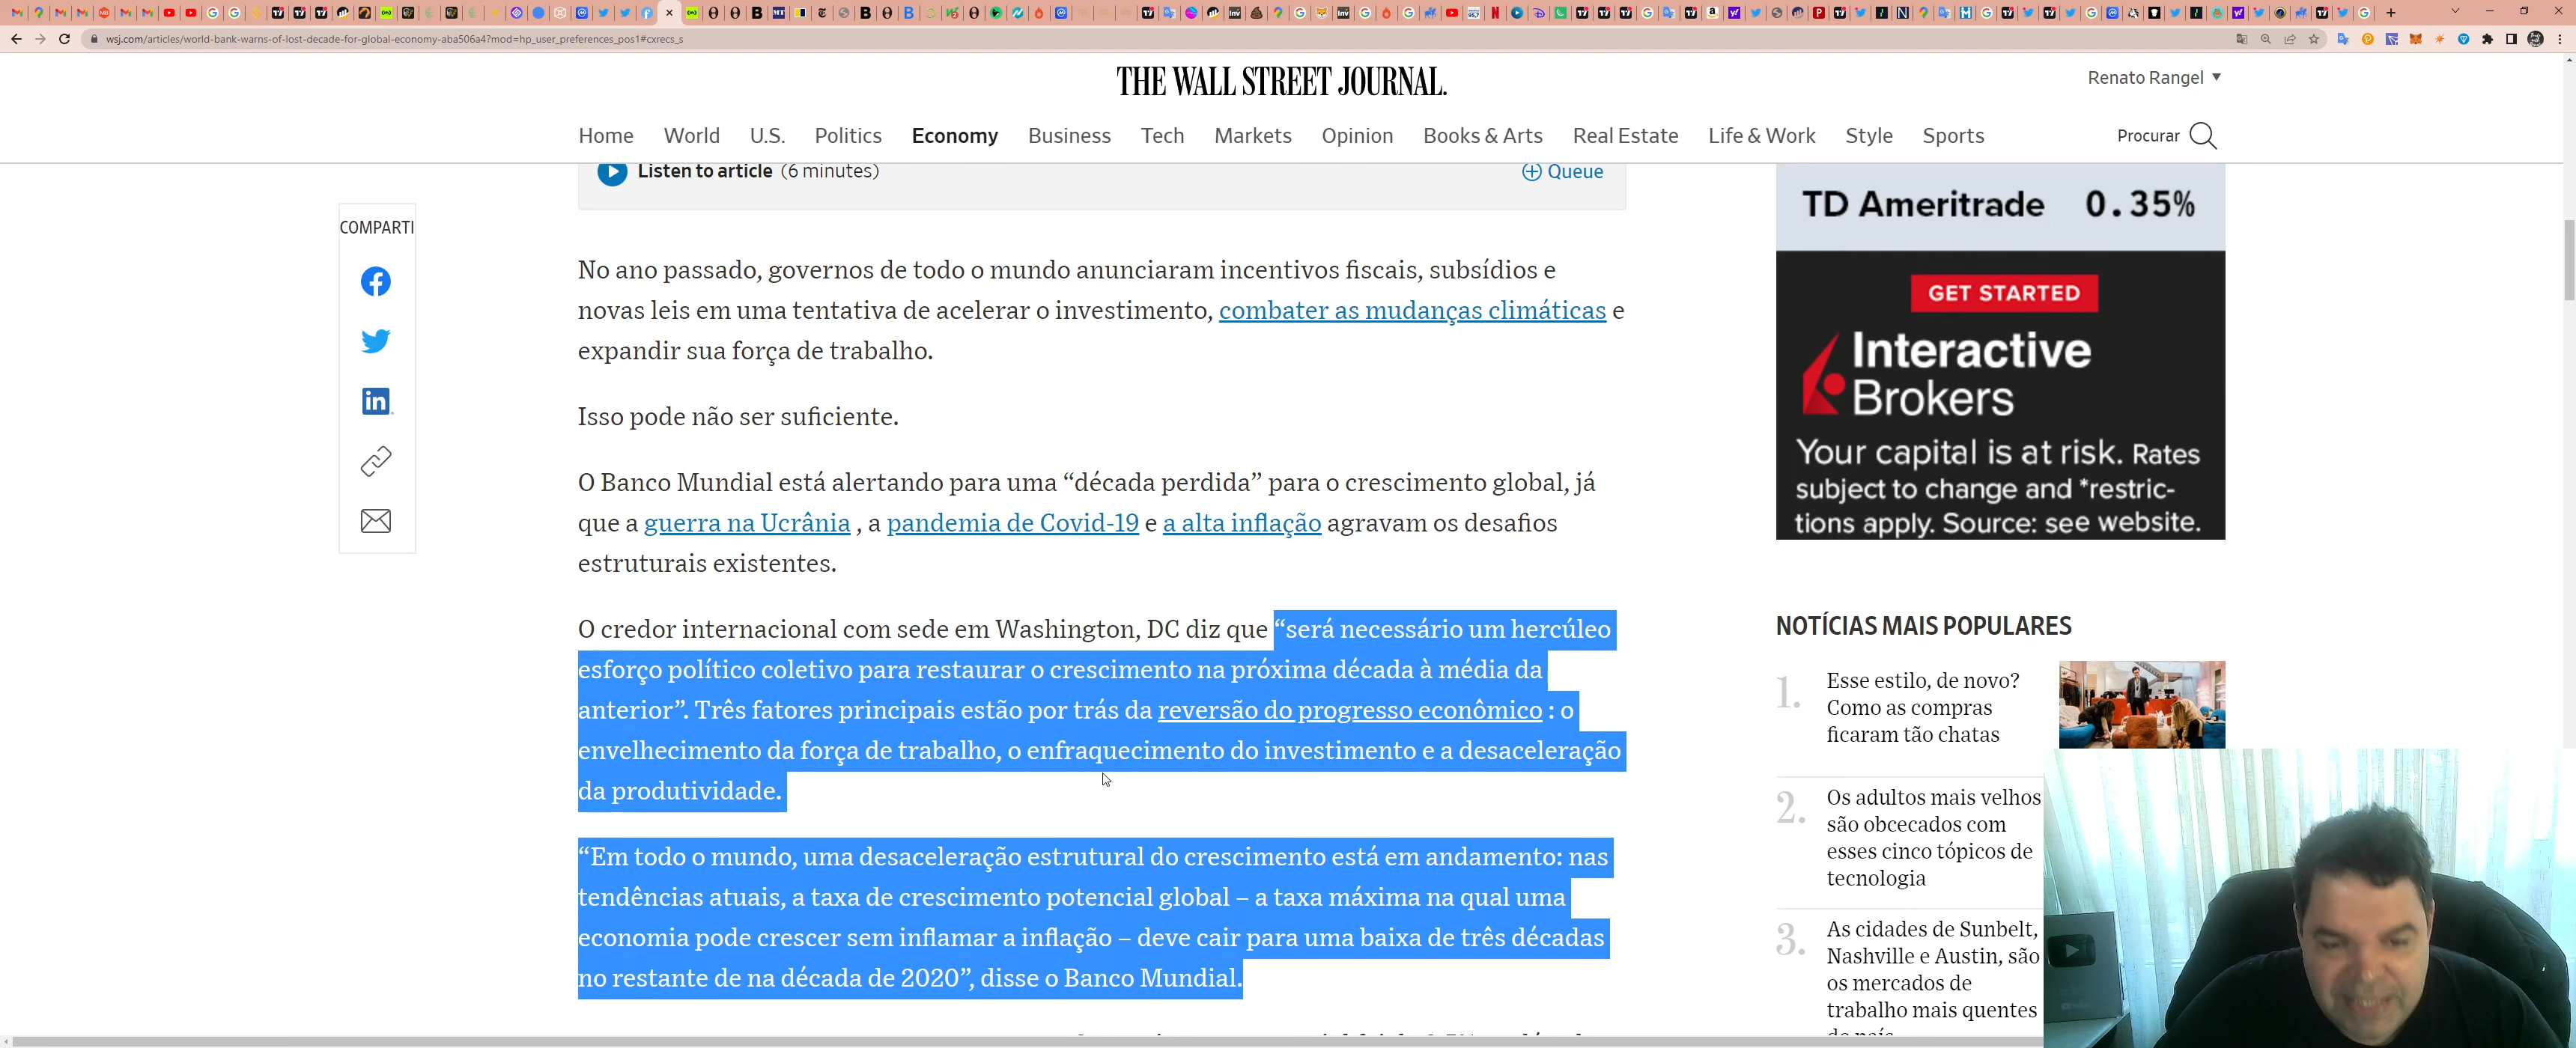 wsj.com/articles/world-bank-warns-of-lost-decade-for-global-economy-aba506a4?mod=hp_user_preferences_pos1#cxrecs_s
THE WALL STREET JOURNAL.
Renato Rangel
Home World U.S. Politics Economy Business Tech Markets Opinion Books & Arts Real Estate Life & Work Style Sports
Procurar
Listen to article (6 minutes)
Queue
COMPARTI
No ano passado, governos de todo o mundo anunciaram incentivos fiscais, subsídios e
novas leis em uma tentativa de acelerar o investimento, combater as mudanças climáticas e
expandir sua força de trabalho.
Isso pode não ser suficiente.
O Banco Mundial está alertando para uma “década perdida” para o crescimento global, já
que a guerra na Ucrânia , a pandemia de Covid-19 e a alta inflação agravam os desafios
estruturais existentes.
O credor internacional com sede em Washington, DC diz que “será necessário um hercúleo
esforço político coletivo para restaurar o crescimento na próxima década à média da
anterior”. Três fatores principais estão por trás da reversão do progresso econômico : o
envelhecimento da força de trabalho, o enfraquecimento do investimento e a desaceleração
da produtividade.
“Em todo o mundo, uma desaceleração estrutural do crescimento está em andamento: nas
tendências atuais, a taxa de crescimento potencial global – a taxa máxima na qual uma
economia pode crescer sem inflamar a inflação – deve cair para uma baixa de três décadas
no restante de na década de 2020”, disse o Banco Mundial.
TD Ameritrade 0.35%
GET STARTED
Interactive
Brokers
Your capital is at risk. Rates
subject to change and *restric-
tions apply. Source: see website.
NOTÍCIAS MAIS POPULARES
1.
Esse estilo, de novo?
Como as compras
ficaram tão chatas
2.
Os adultos mais velhos
são obcecados com
esses cinco tópicos de
tecnologia
3.
As cidades de Sunbelt,
Nashville e Austin, são
os mercados de
trabalho mais quentes